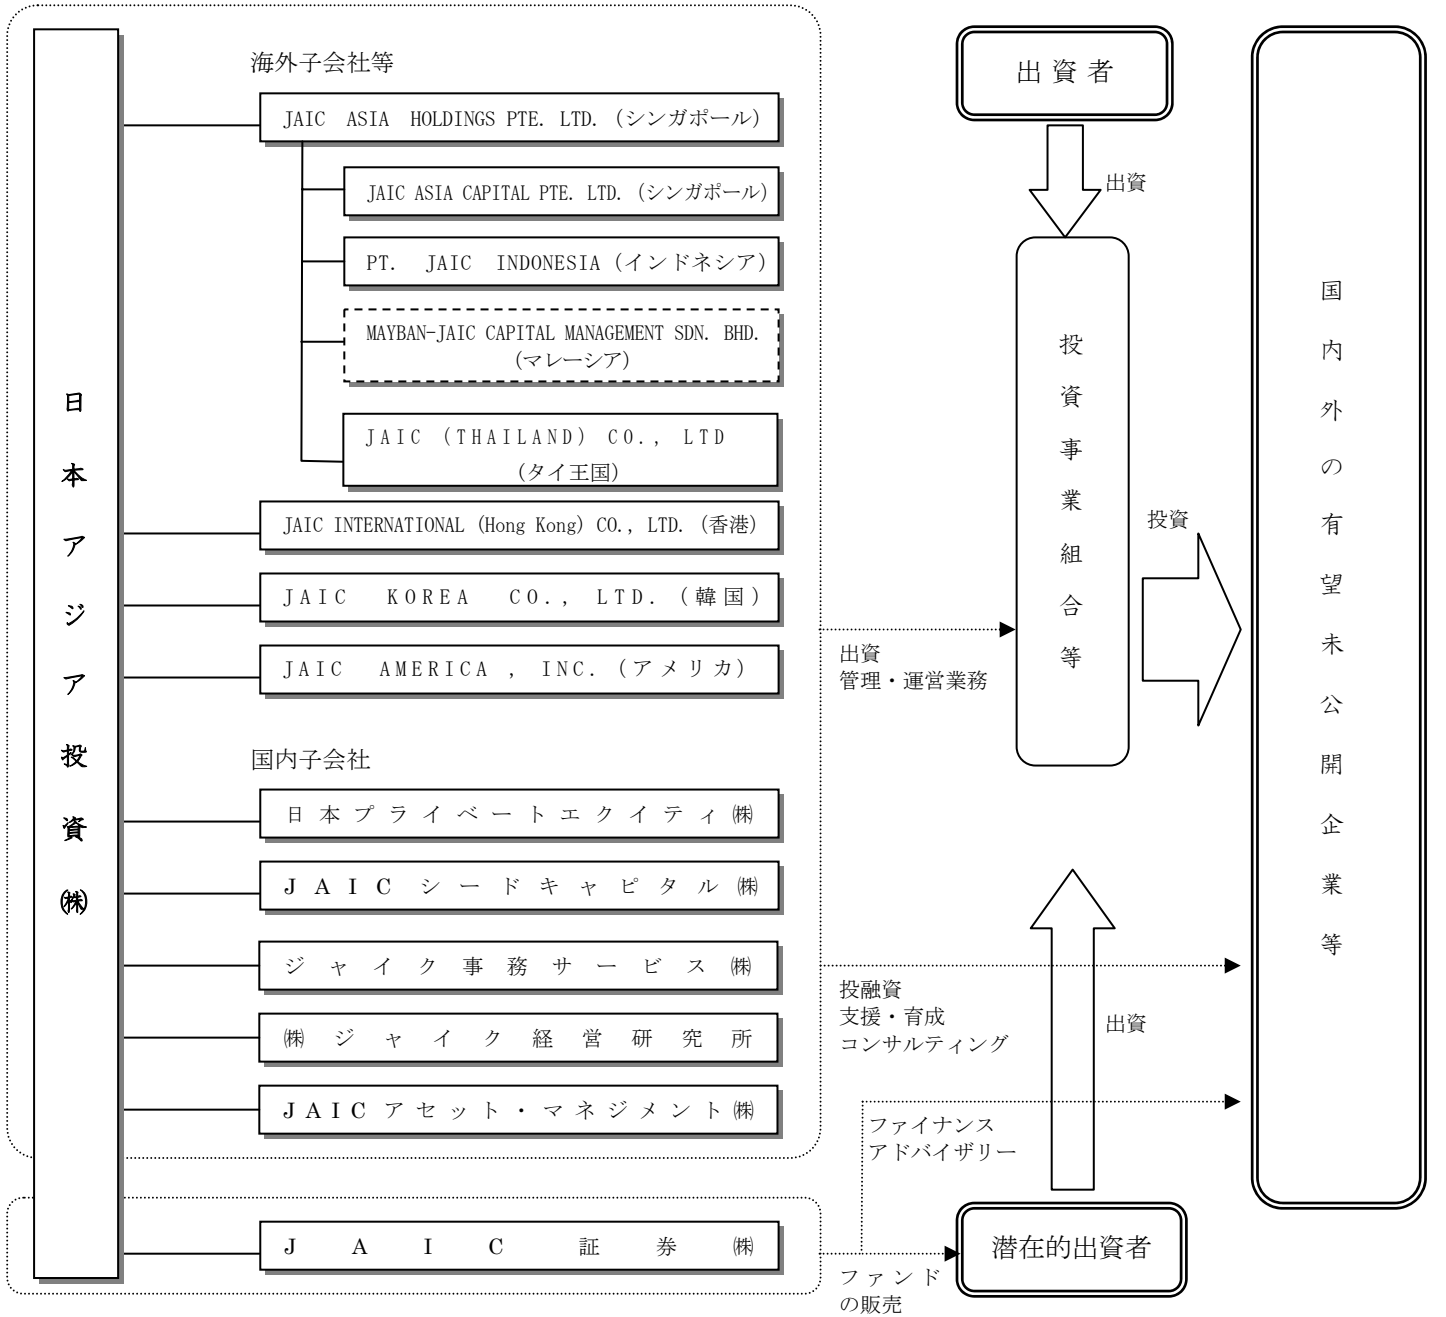 日本アジア投資㈱
海外子会社等
JAIC ASIA HOLDINGS PTE. LTD. (シンガポール)
JAIC ASIA CAPITAL PTE. LTD. (シンガポール)
PT. JAIC INDONESIA (インドネシア)
MAYBAN-JAIC CAPITAL MANAGEMENT SDN. BHD.
(マレーシア)
JAIC (THAILAND) CO., LTD
(タイ王国)
JAIC INTERNATIONAL (Hong Kong) CO., LTD. (香港)
JAIC KOREA CO., LTD. (韓国)
JAIC AMERICA , INC. (アメリカ)
国内子会社
日本プライベートエクイティ㈱
JAICシードキャピタル㈱
ジャイク事務サービス㈱
㈱ジャイク経営研究所
JAICアセット・マネジメント㈱
JAIC証券㈱
出資
管理・運営業務
投融資
支援・育成
コンサルティング
ファイナンス
アドバイザリー
ファンド
の販売
出資者
出資
投資事業組合等
投資
出資
潜在的出資者
国内外の有望未公開企業等